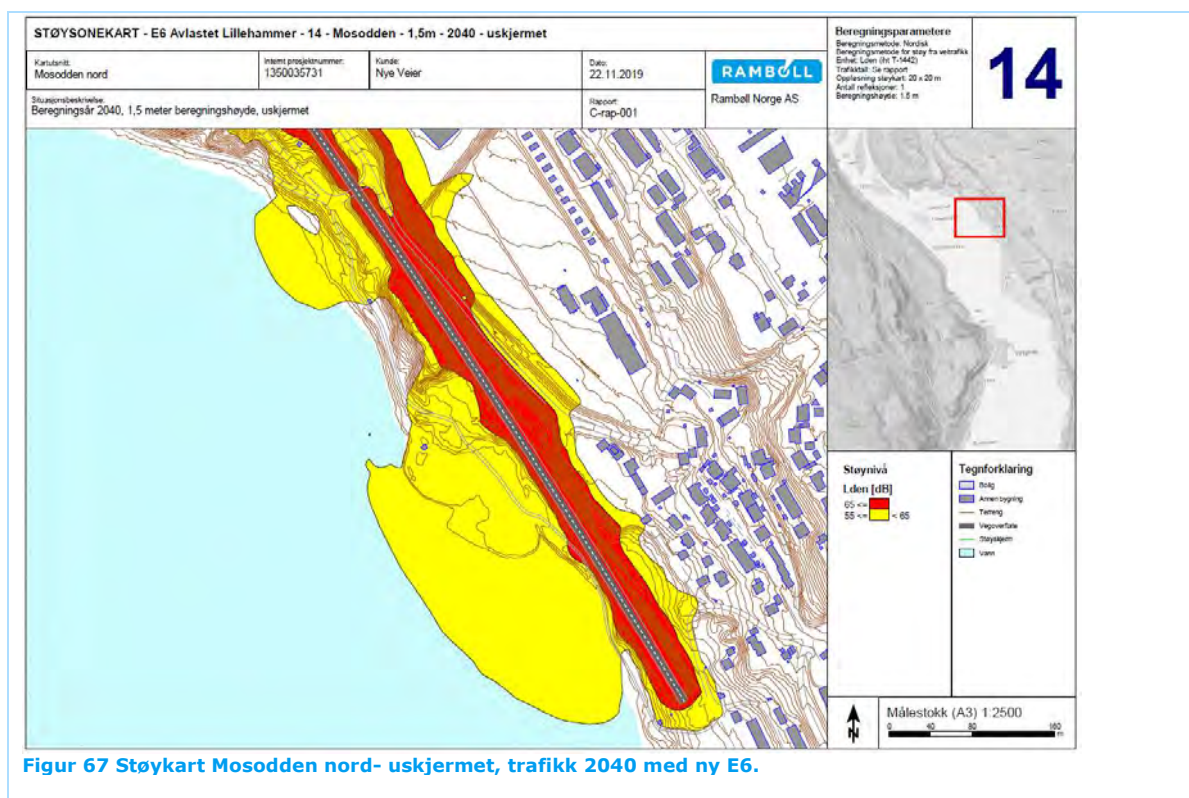 STØYSONEKART - E6 Avlastet Lillehammer - 14 - Mosodden - 1,5m - 2040 - uskjermet
Kartutsnitt:
Mosodden nord
Internt prosjektnummer:
1350035731
Kunde:
Nye Veier
Dato:
22.11.2019
RAMBOLL
Situasjonsbeskrivelse:
Beregningsår 2040, 1,5 meter beregningshøyde, uskjermet
Rapport:
C-rap-001
Rambøll Norge AS
Beregningsparametere
Beregningsmetode: Nordisk
Beregningsmetode for støy fra veitrafikk
Enhet: Lden (iht T-1442)
Trafikktall: Se rapport
Oppløsning støykart: 20 x 20 m
Antall refleksjoner: 1
Beregningshøyde: 1.5 m
14
Støynivå
Lden [dB]
65 <=
55 <= < 65
Tegnforklaring
Bolig
Annen bygning
Terreng
Vegoverflate
Støyskjerm
Vann
N
Målestokk (A3) 1:2500
0 40 80 160
m
Figur 67 Støykart Mosodden nord- uskjermet, trafikk 2040 med ny E6.